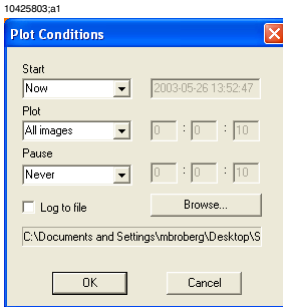 10425803;a1
Plot Conditions
Start
Now 2003-05-26 13:52:47
Plot
All images 0 : 0 : 10
Pause
Never 0 : 0 : 10
Log to file Browse...
C:\Documents and Settings\mbroberg\Desktop\S
OK Cancel